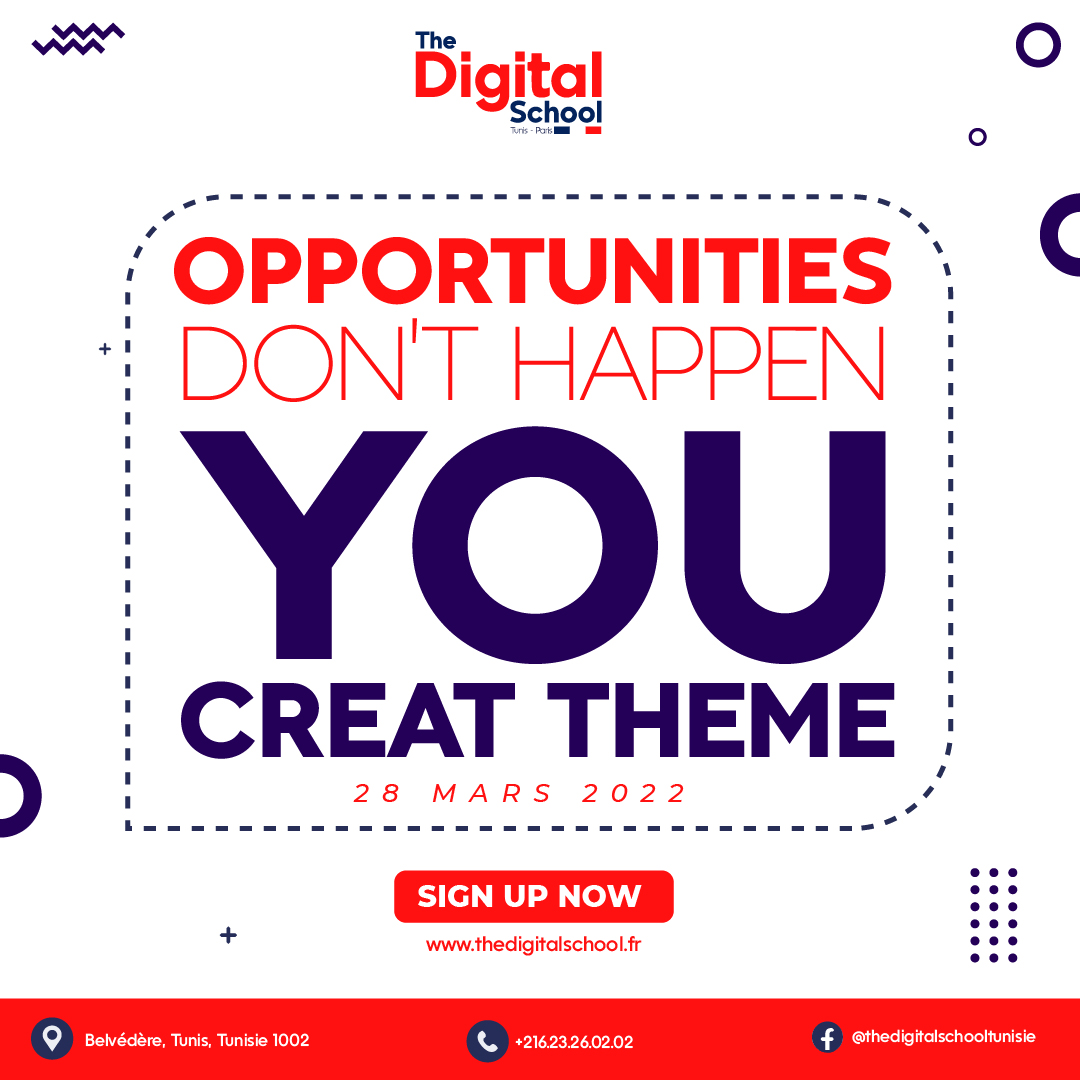 The
Digital
School
Tunis - Paris
OPPORTUNITIES
DON'T HAPPEN
YOU
CREAT THEME
28 MARS 2022
SIGN UP NOW
www.thedigitalschool.fr
Belvédère, Tunis, Tunisie 1002
+216.23.26.02.02
@thedigitalschooltunisie